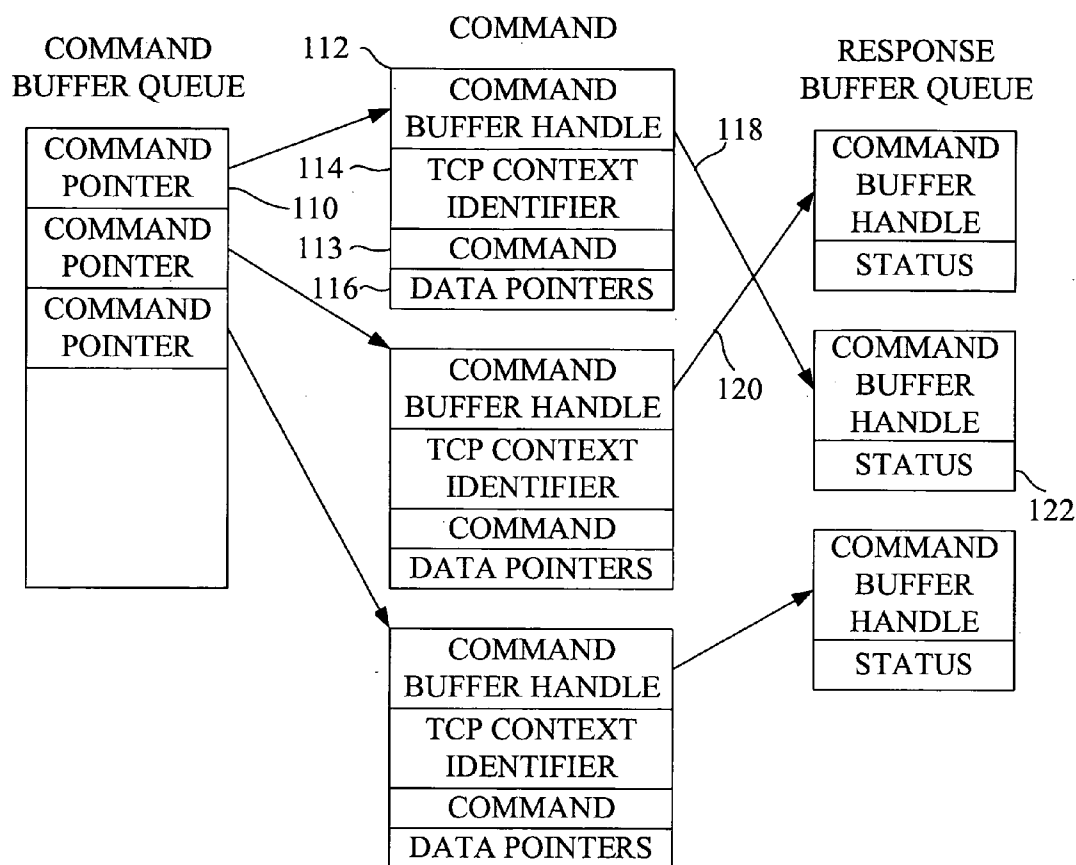 COMMAND
BUFFER QUEUE
COMMAND
POINTER
110
COMMAND
POINTER
COMMAND
POINTER
COMMAND
112
COMMAND
BUFFER HANDLE
114
TCP CONTEXT
IDENTIFIER
113
COMMAND
116
DATA POINTERS
COMMAND
BUFFER HANDLE
TCP CONTEXT
IDENTIFIER
COMMAND
DATA POINTERS
COMMAND
BUFFER HANDLE
TCP CONTEXT
IDENTIFIER
COMMAND
DATA POINTERS
118
120
RESPONSE
BUFFER QUEUE
COMMAND
BUFFER
HANDLE
STATUS
COMMAND
BUFFER
HANDLE
STATUS
122
COMMAND
BUFFER
HANDLE
STATUS